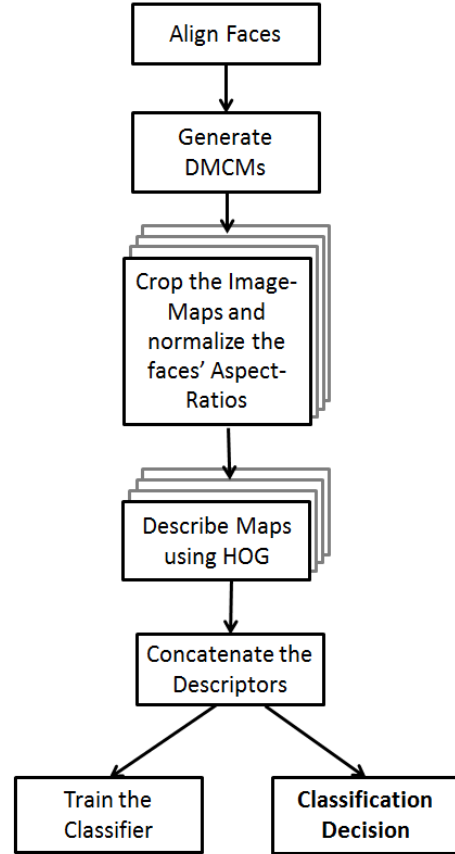 Align Faces
Generate
DMCMs
Crop the Image-
Maps and
normalize the
faces’ Aspect-
Ratios
Describe Maps
using HOG
Concatenate the
Descriptors
Train the
Classifier
Classification
Decision